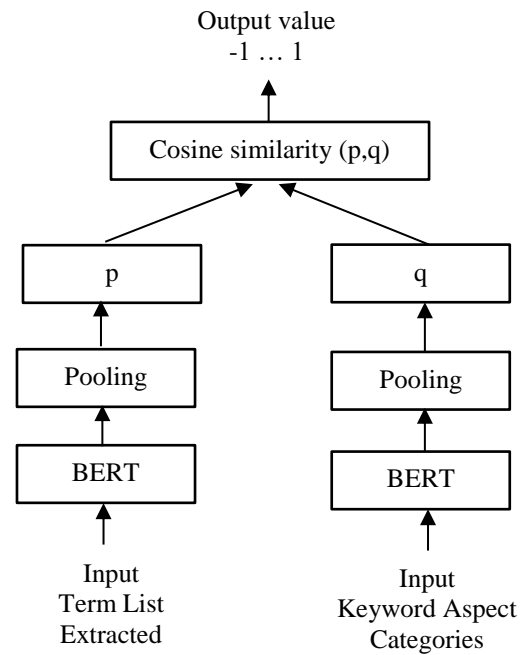 Output value
-1 … 1
Cosine similarity (p,q)
p
q
Pooling
Pooling
BERT
BERT
Input
Term List
Extracted
Input
Keyword Aspect
Categories